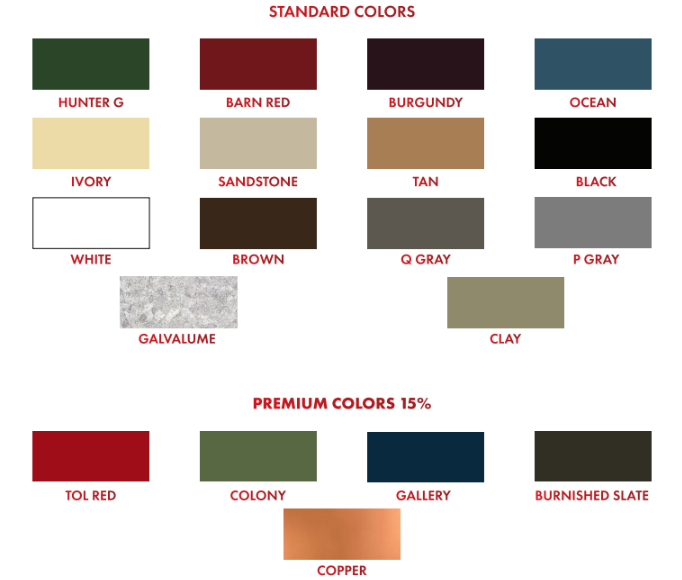 STANDARD COLORS
HUNTER G
BARN RED
BURGUNDY
OCEAN
IVORY
SANDSTONE
TAN
BLACK
WHITE
BROWN
Q GRAY
P GRAY
GALVALUME
CLAY
PREMIUM COLORS 15%
TOL RED
COLONY
GALLERY
BURNISHED SLATE
COPPER